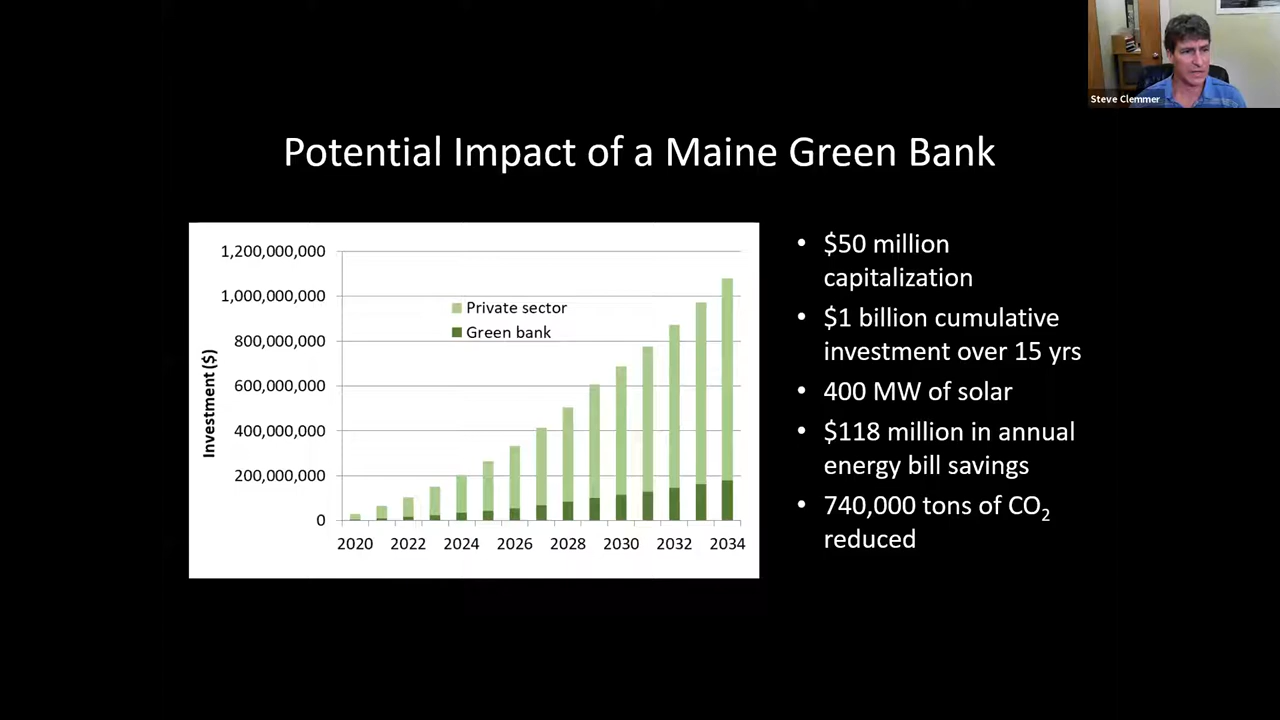 Steve Clemmer
Potential Impact of a Maine Green Bank
1,200,000,000
1,000,000,000
800,000,000
600,000,000
400,000,000
200,000,000
0
Investment ($)
Private sector
Green bank
2020 2022 2024 2026 2028 2030 2032 2034
• $50 million
capitalization
• $1 billion cumulative
investment over 15 yrs
• 400 MW of solar
• $118 million in annual
energy bill savings
• 740,000 tons of CO₂
reduced